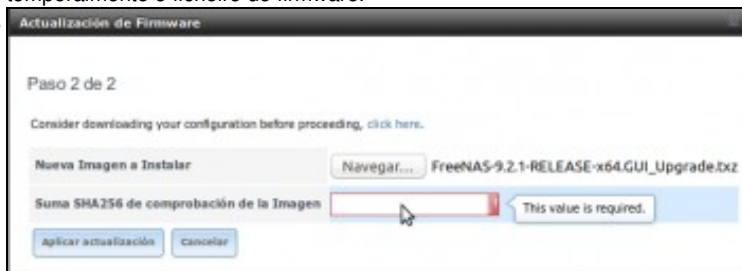 temporalmente o ficheiro do firmware.
Actualización de Firmware
Paso 2 de 2
Consider downloading your configuration before proceeding, click here.
Nueva Imagen a Instalar
Navegar... FreeNAS-9.2.1-RELEASE-x64.GUI_Upgrade.txz
Suma SHA256 de comprobación de la Imagen
This value is required.
Aplicar actualización Cancelar